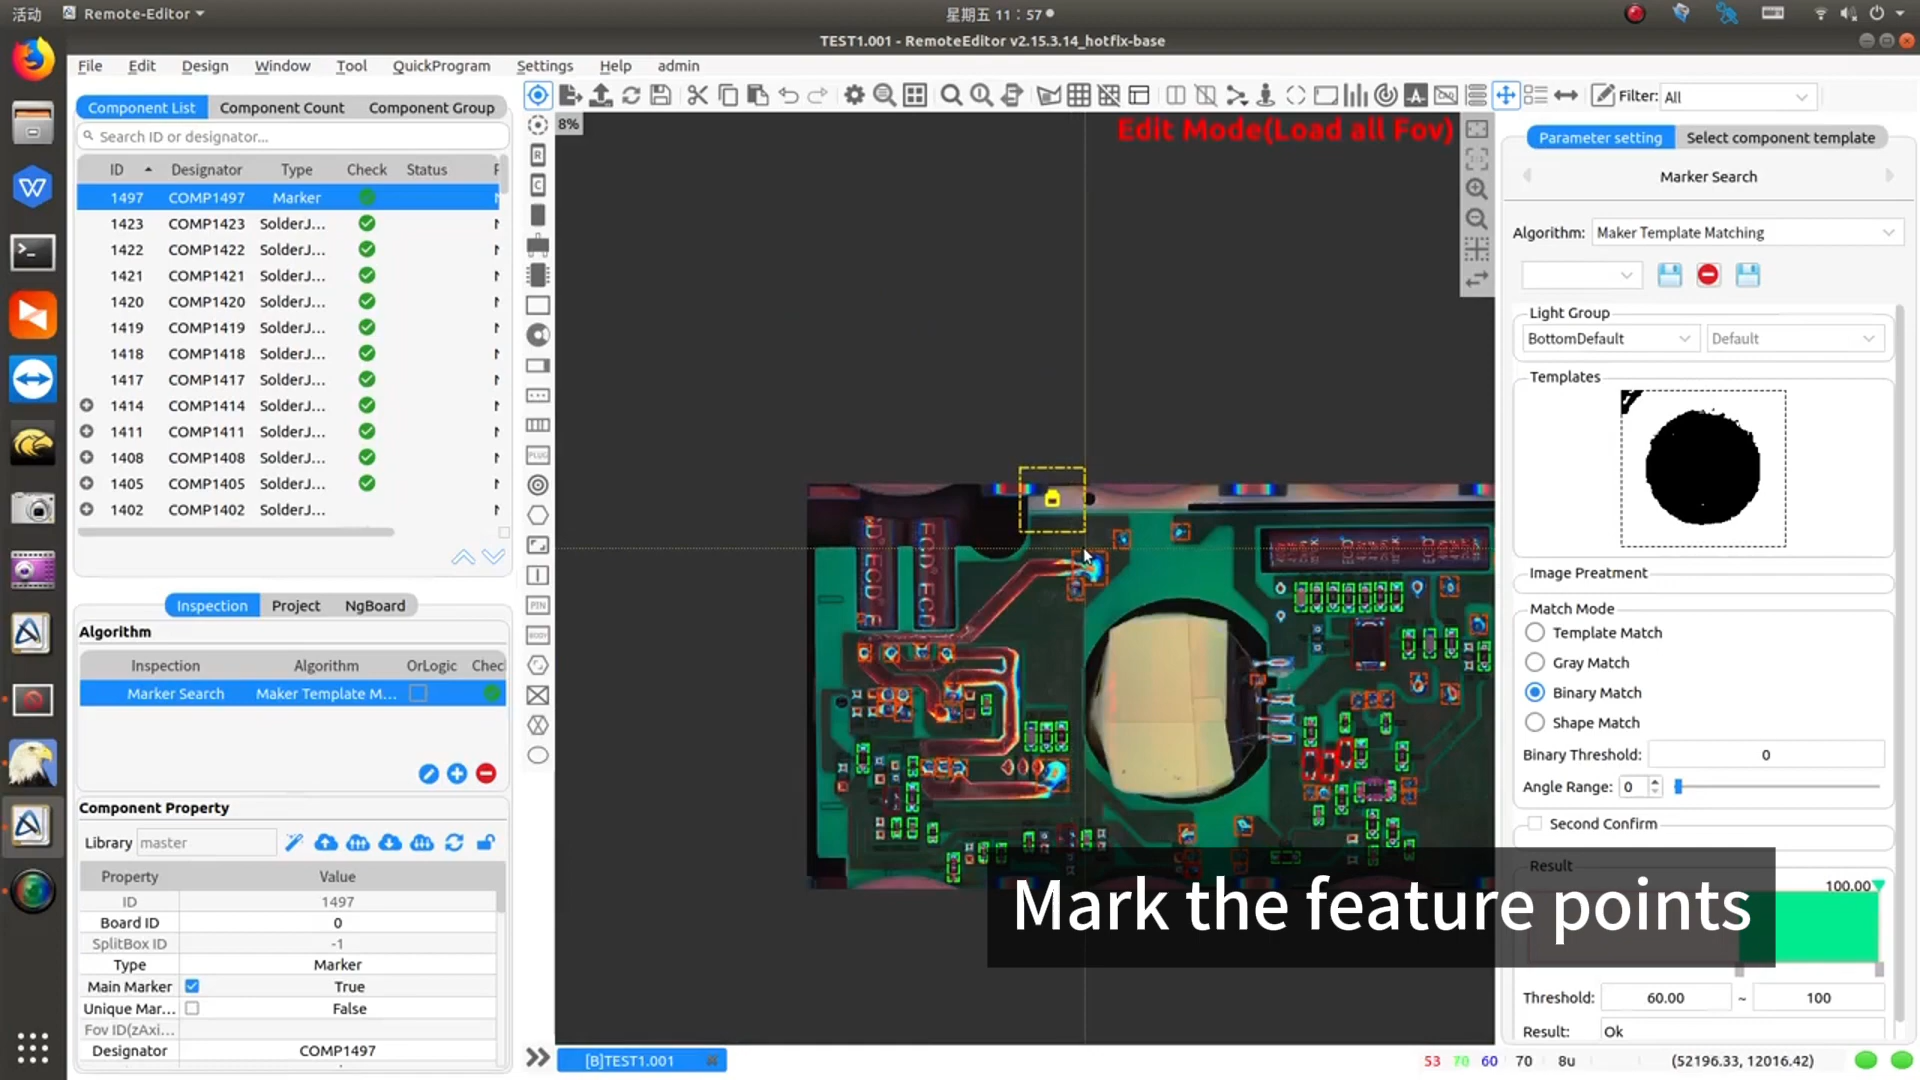 活动
Remote-Editor
星期五 11：57
TEST1.001 - RemoteEditor v2.15.3.14_hotfix-base
File Edit Design Window Tool QuickProgram Settings Help admin
Component List Component Count Component Group
Search ID or designator...
ID Designator Type Check Status
1497 COMP1497 Marker
1423 COMP1423 SolderJ...
1422 COMP1422 SolderJ...
1421 COMP1421 SolderJ...
1420 COMP1420 SolderJ...
1419 COMP1419 SolderJ...
1418 COMP1418 SolderJ...
1417 COMP1417 SolderJ...
1414 COMP1414 SolderJ...
1411 COMP1411 SolderJ...
1408 COMP1408 SolderJ...
1405 COMP1405 SolderJ...
1402 COMP1402 SolderJ...
Inspection Project NgBoard
Algorithm
Inspection Algorithm OrLogic Chec
Marker Search Maker Template M...
Component Property
Library master
Property Value
ID 1497
Board ID 0
SplitBox ID -1
Type Marker
Main Marker True
Unique Mar... False
Fov ID(zAxi...
Designator COMP1497
8%
Edit Mode(Load all Fov)
PLUG
PIN
BODY
Mark the feature points
[B]TEST1.001
53 70 60 70 8u (52196.33, 12016.42)
Filter: All
Parameter setting Select component template
Marker Search
Algorithm: Maker Template Matching
Light Group
BottomDefault Default
Templates
Image Preatment
Match Mode
Template Match
Gray Match
Binary Match
Shape Match
Binary Threshold: 0
Angle Range: 0
Second Confirm
Result
100.00
Threshold: 60.00 ~ 100
Result: Ok